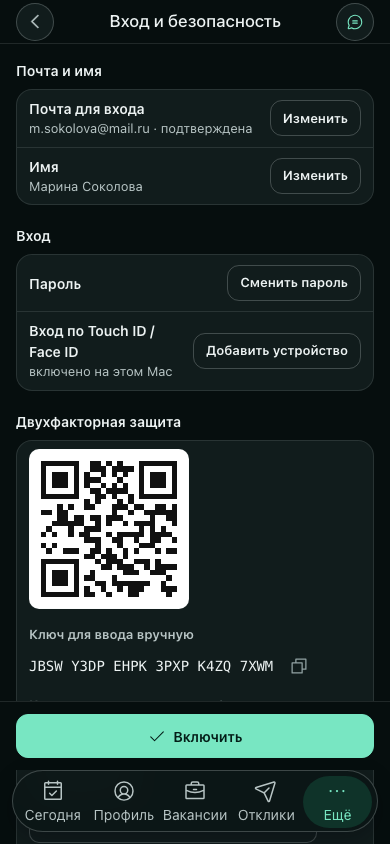 Вход и безопасность
Почта и имя
Почта для входа
m.sokolova@mail.ru · подтверждена
Изменить
Имя
Марина Соколова
Изменить
Вход
Пароль
Сменить пароль
Вход по Touch ID /
Face ID
включено на этом Mac
Добавить устройство
Двухфакторная защита
Ключ для ввода вручную
JBSW Y3DP EHPK 3PXP K4ZQ 7XWM
Включить
Сегодня
Профиль
Вакансии
Отклики
Ещё